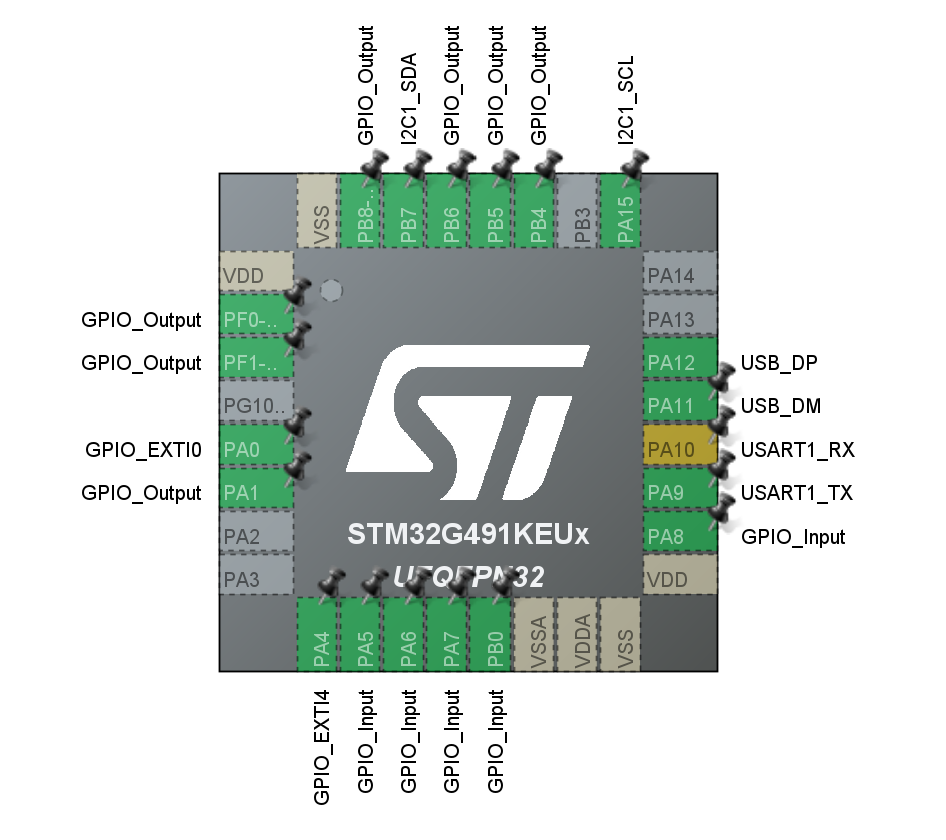 GPIO_Output
I2C1_SDA
GPIO_Output
GPIO_Output
GPIO_Output
I2C1_SCL
VSS
PB8-..
PB7
PB6
PB5
PB4
PB3
PA15
VDD
GPIO_Output PF0-..
GPIO_Output PF1-..
PG10..
GPIO_EXTI0 PA0
GPIO_Output PA1
PA2
PA3
PA14
PA13
PA12 USB_DP
PA11 USB_DM
PA10 USART1_RX
PA9 USART1_TX
PA8 GPIO_Input
VDD
ST
STM32G491KEUx
UFQFPN32
PA4
PA5
PA6
PA7
PB0
VSSA
VDDA
VSS
GPIO_EXTI4
GPIO_Input
GPIO_Input
GPIO_Input
GPIO_Input